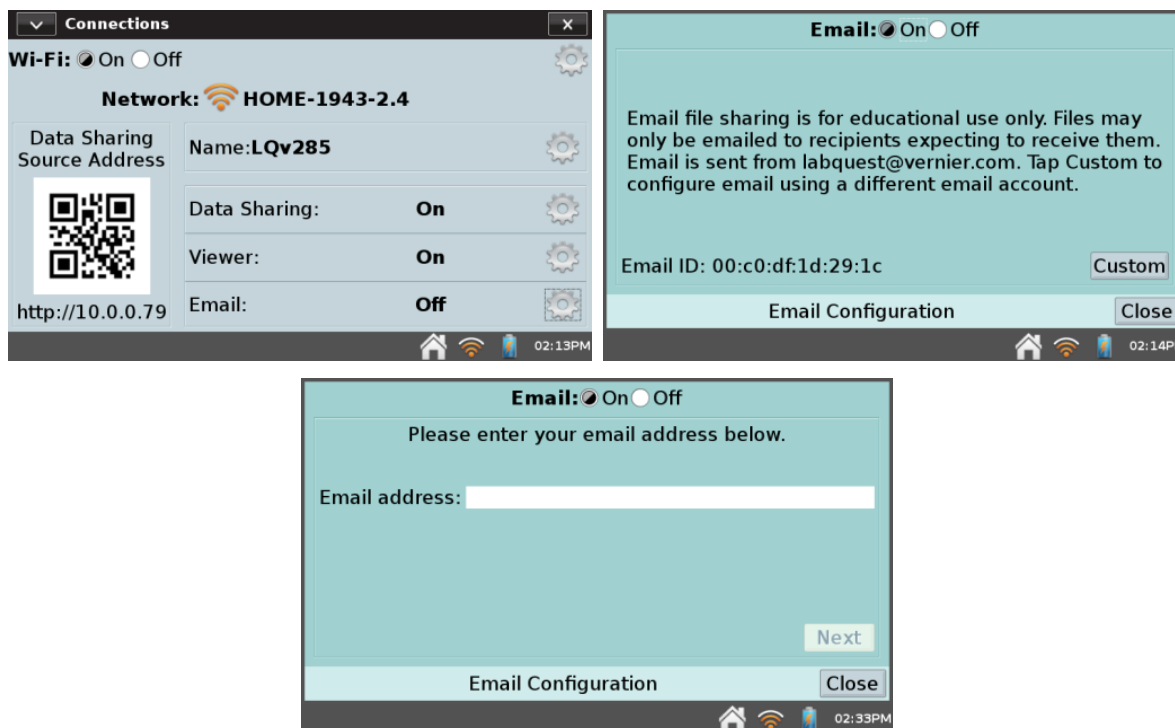 Connections
Wi-Fi: On Off
Network: HOME-1943-2.4
Data Sharing
Source Address
http://10.0.0.79
Name:LQv285
Data Sharing: On
Viewer: On
Email: Off
02:13PM
Email: On Off
Email file sharing is for educational use only. Files may
only be emailed to recipients expecting to receive them.
Email is sent from labquest@vernier.com. Tap Custom to
configure email using a different email account.
Email ID: 00:c0:df:1d:29:1c
Custom
Email Configuration
Close
02:14P
Email: On Off
Please enter your email address below.
Email address:
Next
Email Configuration
Close
02:33PM